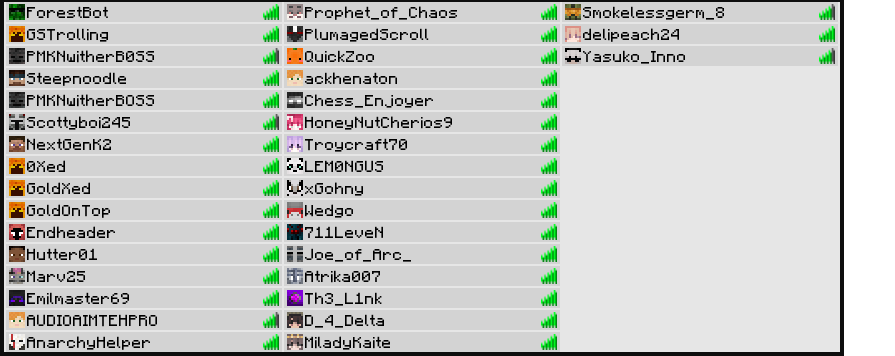 ForestBot
GSTrolling
PMKNwitherB0SS
Steepnoodle
PMKNwitherBOSS
Scottyboi245
NextGenK2
0Xed
GoldXed
GoldOnTop
Endheader
Hutter01
Marv25
Emilmaster69
AUDIOAIMTEHPRO
AnarchyHelper
Prophet_of_Chaos
PlumagedScroll
QuickZoo
ackhenaton
Chess_Enjoyer
HoneyNutCherios9
Troycraft70
LEM0NGUS
xGohny
Wedgo
711LeveN
Joe_of_Arc_
Atrika007
Th3_L1nk
D_4_Delta
MiladyKaite
Smokelessgerm_8
delipeach24
Yasuko_Inno